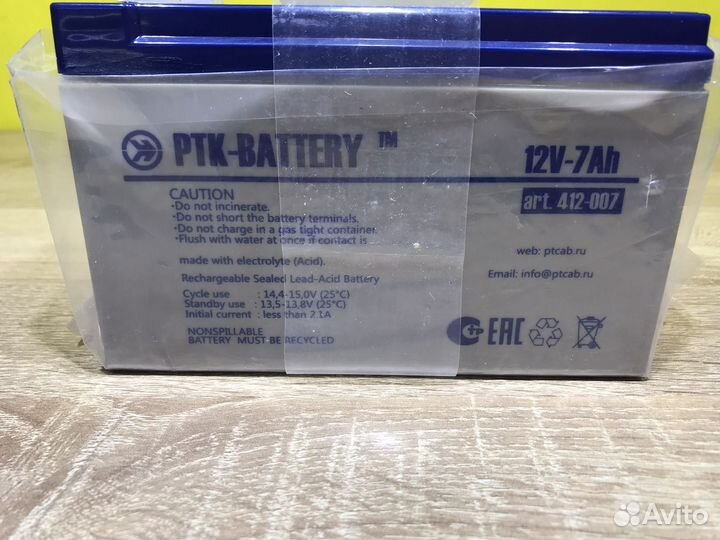 PTK-BATTERY ™
12V-7Ah
art. 412-007
CAUTION
•Do not incinerate.
•Do not short the battery terminals.
•Do not charge in a gas tight container.
•Flush with water at once if contact is
made with electrolyte (Acid).
Rechargeable Sealed Lead-Acid Battery
Cycle use : 14,4-15,0V (25°C)
Standby use : 13,5-13,8V (25°C)
Initial current : less than 2.1A
NONSPILLABLE
BATTERY MUST BE RECYCLED
web: ptcab.ru
Email: info@ptcab.ru
EAC
Pb
Avito